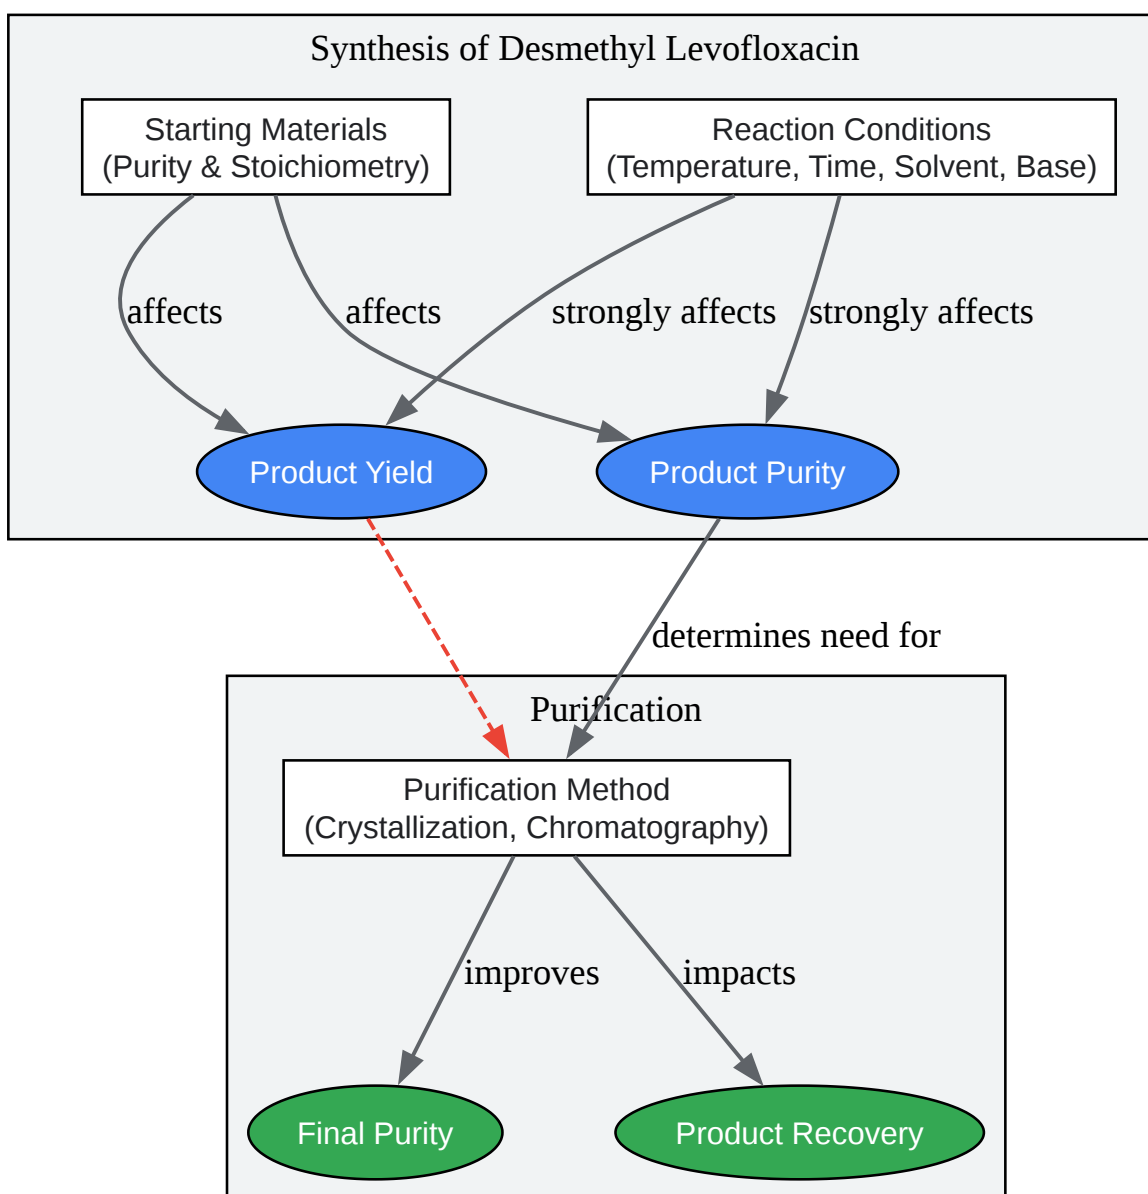 Synthesis of Desmethyl Levofloxacin
Starting Materials
(Purity & Stoichiometry)
Reaction Conditions
(Temperature, Time, Solvent, Base)
affects
affects
strongly affects
strongly affects
Product Yield
Product Purity
determines need for
Purification
Purification Method
(Crystallization, Chromatography)
improves
impacts
Final Purity
Product Recovery